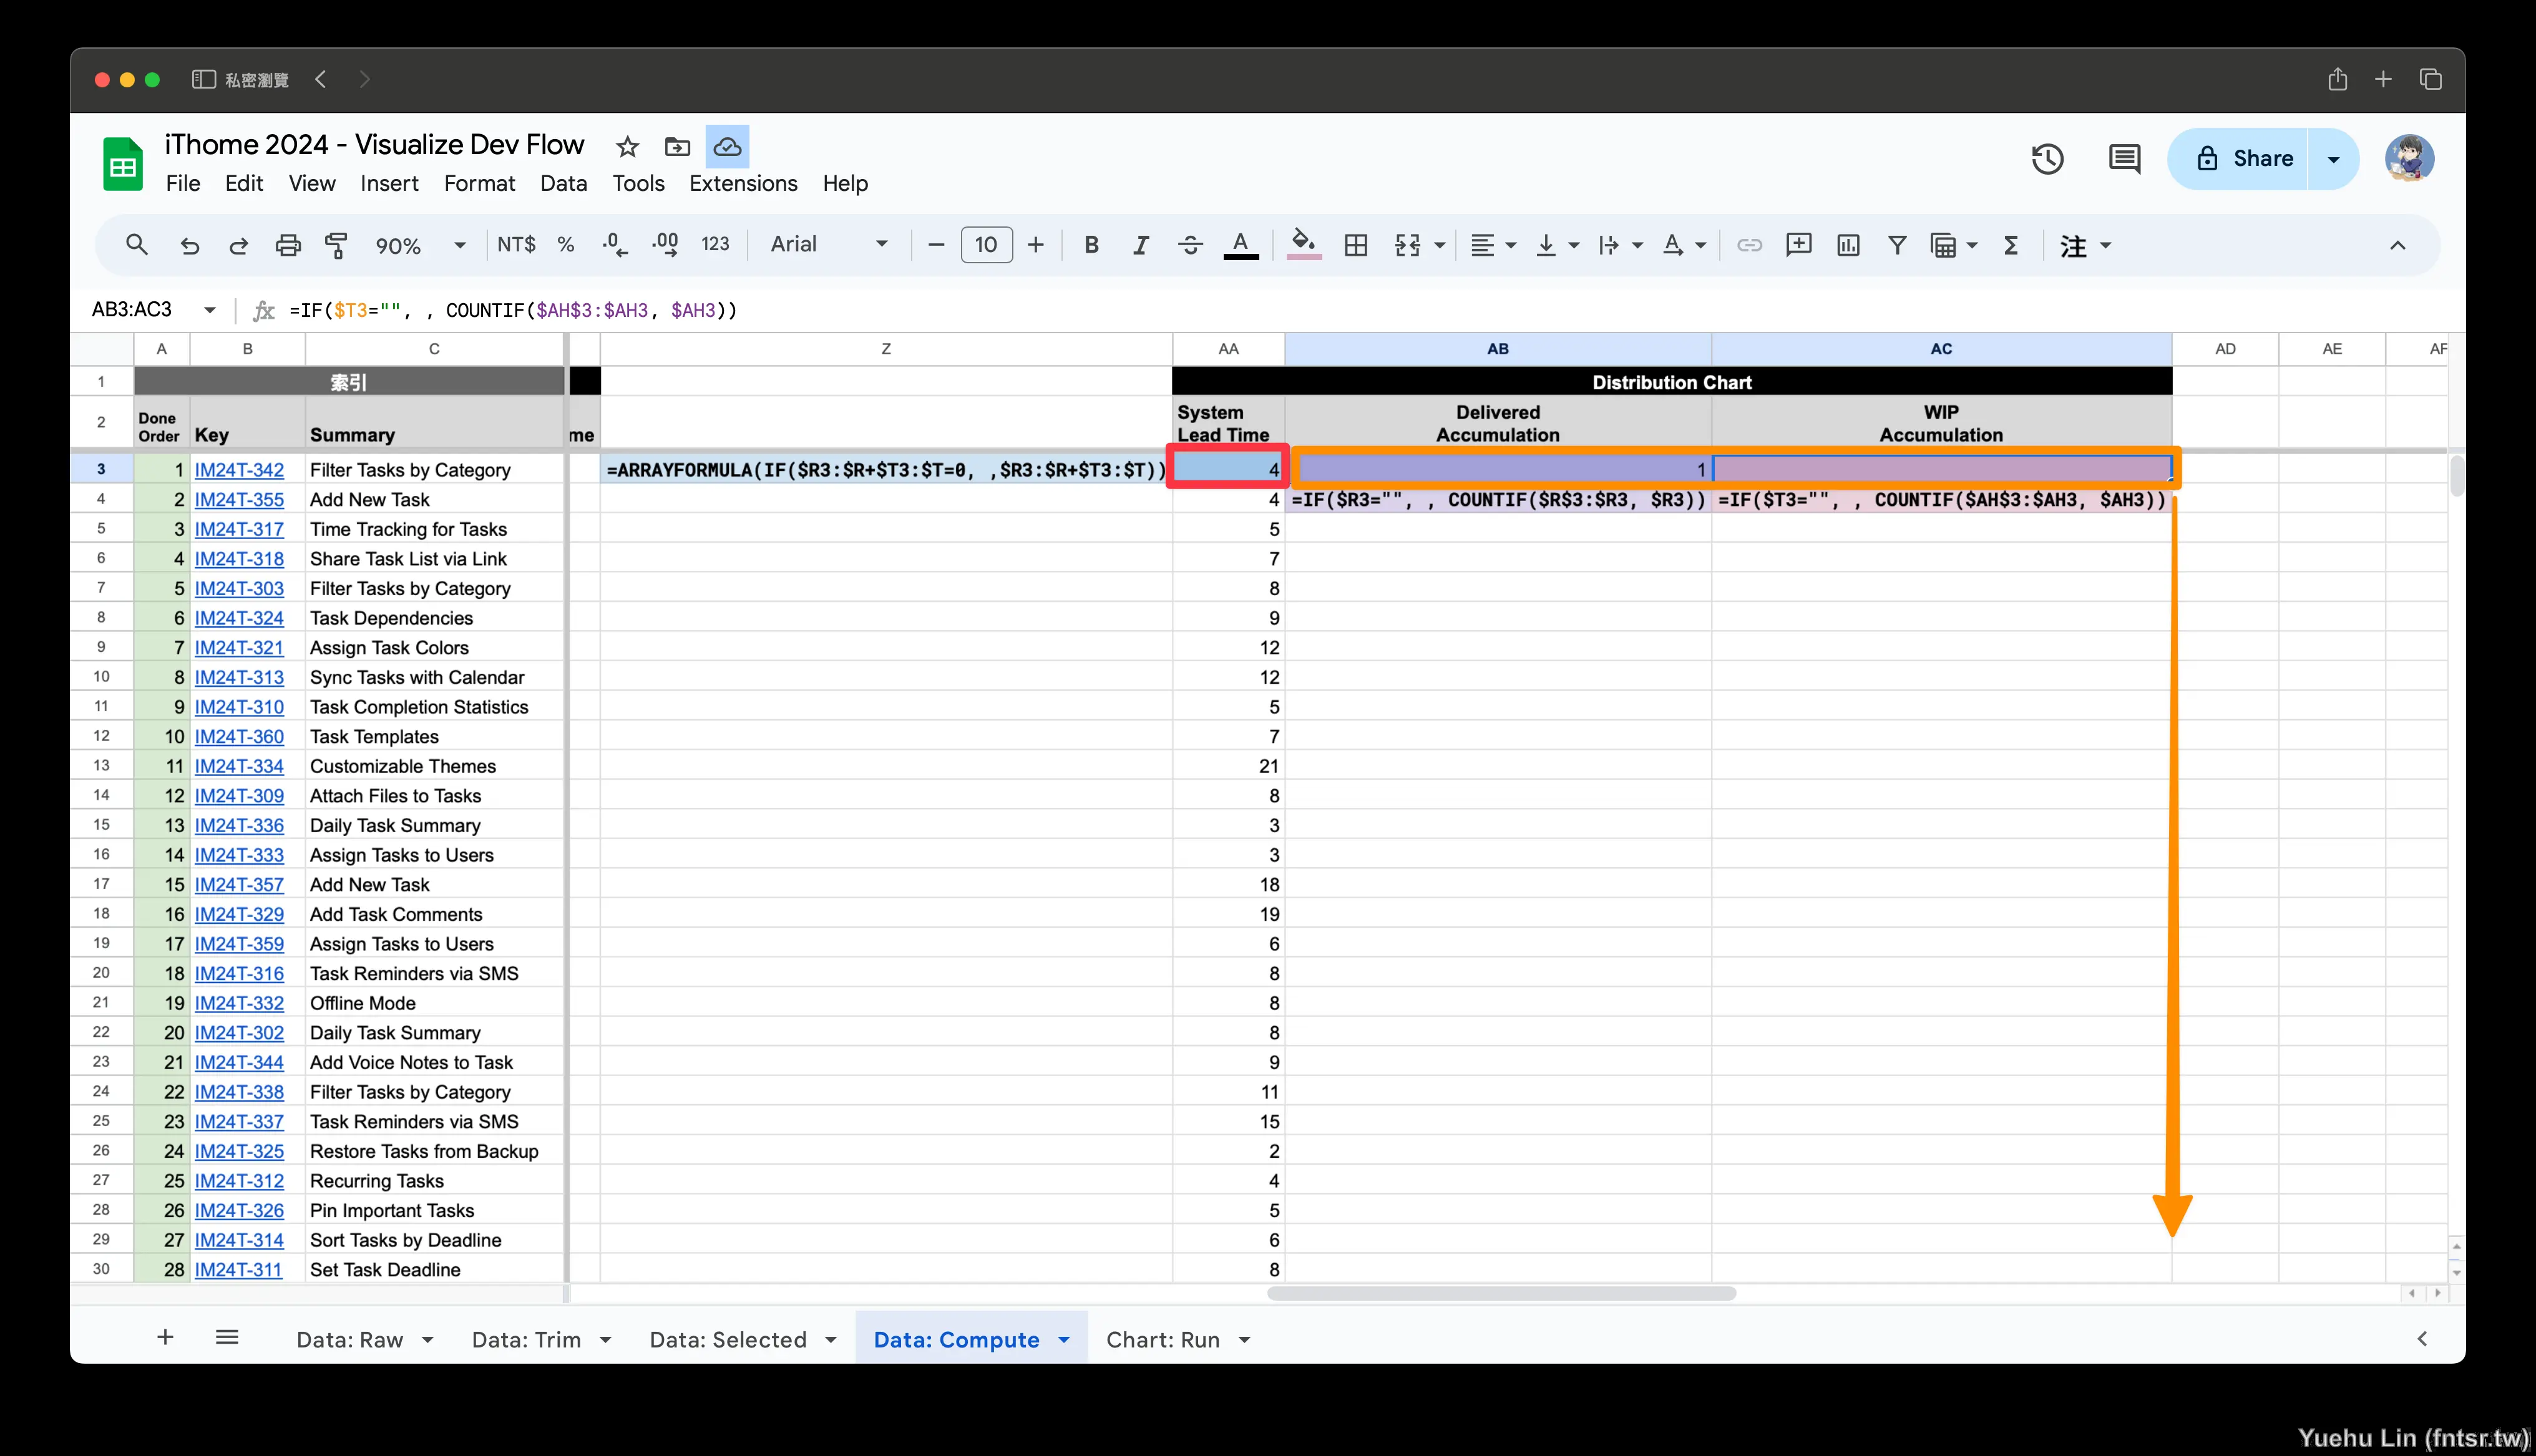 私密瀏覽
iThome 2024 - Visualize Dev Flow
File Edit View Insert Format Data Tools Extensions Help
Share
90% NT$ % .0 .00 123 Arial 10 B I A 注
AB3:AC3 fx =IF($T3="", , COUNTIF($AH$3:$AH3, $AH3))
A B C Z AA AB AC AD AE AF
1 索引 Distribution Chart
2 Done Order Key Summary me System Lead Time Delivered Accumulation WIP Accumulation
3 1 IM24T-342 Filter Tasks by Category =ARRAYFORMULA(IF($R3:$R+$T3:$T=0, ,$R3:$R+$T3:$T)) 4 1
4 2 IM24T-355 Add New Task 4 =IF($R3="", , COUNTIF($R$3:$R3, $R3)) =IF($T3="", , COUNTIF($AH$3:$AH3, $AH3))
5 3 IM24T-317 Time Tracking for Tasks 5
6 4 IM24T-318 Share Task List via Link 7
7 5 IM24T-303 Filter Tasks by Category 8
8 6 IM24T-324 Task Dependencies 9
9 7 IM24T-321 Assign Task Colors 12
10 8 IM24T-313 Sync Tasks with Calendar 12
11 9 IM24T-310 Task Completion Statistics 5
12 10 IM24T-360 Task Templates 7
13 11 IM24T-334 Customizable Themes 21
14 12 IM24T-309 Attach Files to Tasks 8
15 13 IM24T-336 Daily Task Summary 3
16 14 IM24T-333 Assign Tasks to Users 3
17 15 IM24T-357 Add New Task 18
18 16 IM24T-329 Add Task Comments 19
19 17 IM24T-359 Assign Tasks to Users 6
20 18 IM24T-316 Task Reminders via SMS 8
21 19 IM24T-332 Offline Mode 8
22 20 IM24T-302 Daily Task Summary 8
23 21 IM24T-344 Add Voice Notes to Task 9
24 22 IM24T-338 Filter Tasks by Category 11
25 23 IM24T-337 Task Reminders via SMS 15
26 24 IM24T-325 Restore Tasks from Backup 2
27 25 IM24T-312 Recurring Tasks 4
28 26 IM24T-326 Pin Important Tasks 5
29 27 IM24T-314 Sort Tasks by Deadline 6
30 28 IM24T-311 Set Task Deadline 8
Data: Raw Data: Trim Data: Selected Data: Compute Chart: Run
Yuehu Lin (fntsr.tw)